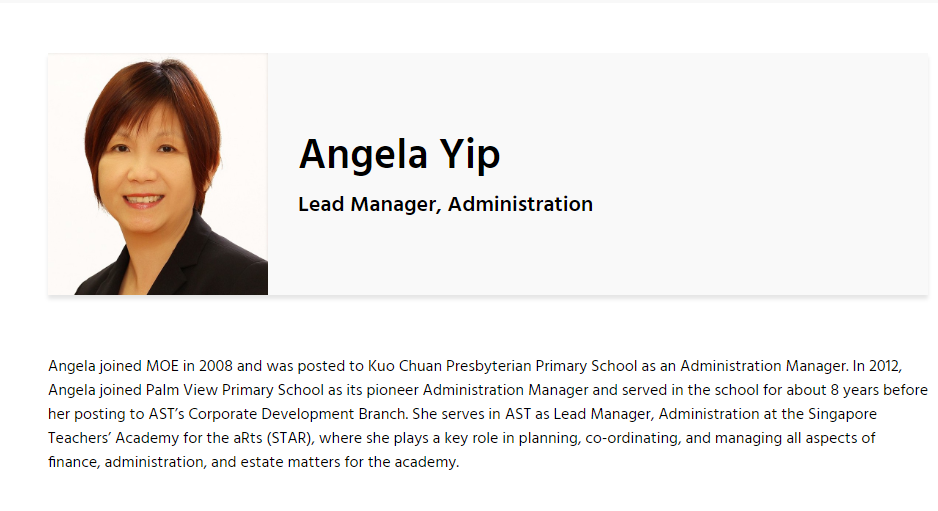 Angela Yip
Lead Manager, Administration
Angela joined MOE in 2008 and was posted to Kuo Chuan Presbyterian Primary School as an Administration Manager. In 2012,
Angela joined Palm View Primary School as its pioneer Administration Manager and served in the school for about 8 years before
her posting to AST’s Corporate Development Branch. She serves in AST as Lead Manager, Administration at the Singapore
Teachers’ Academy for the aRts (STAR), where she plays a key role in planning, co-ordinating, and managing all aspects of
finance, administration, and estate matters for the academy.